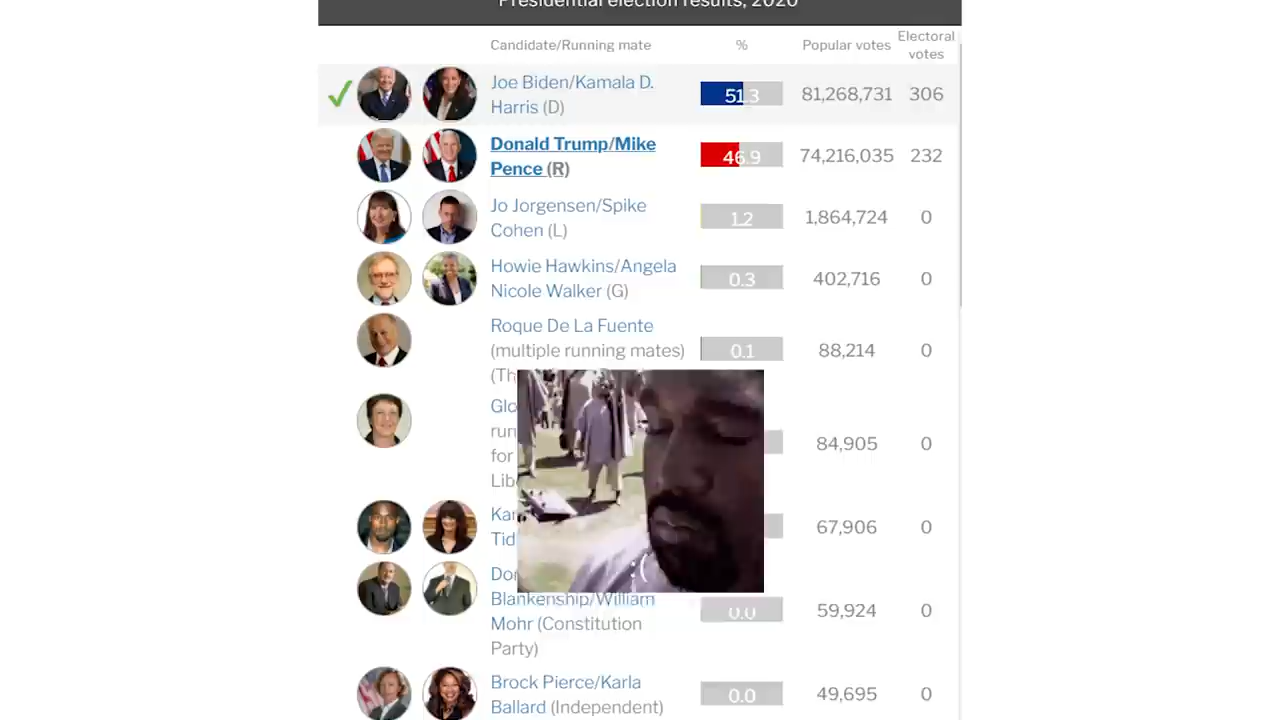 Presidential election results, 2020
Candidate/Running mate % Popular votes Electoral votes
Joe Biden/Kamala D.
Harris (D)
51.3 81,268,731 306
Donald Trump/Mike
Pence (R)
46.9 74,216,035 232
Jo Jorgensen/Spike
Cohen (L)
1.2 1,864,724 0
Howie Hawkins/Angela
Nicole Walker (G)
0.3 402,716 0
Roque De La Fuente
(multiple running mates)
0.1 88,214 0
for
84,905 0
67,906 0
Blankenship/William
Mohr (Constitution
Party)
0.0 59,924 0
Brock Pierce/Karla
Ballard (Independent)
0.0 49,695 0